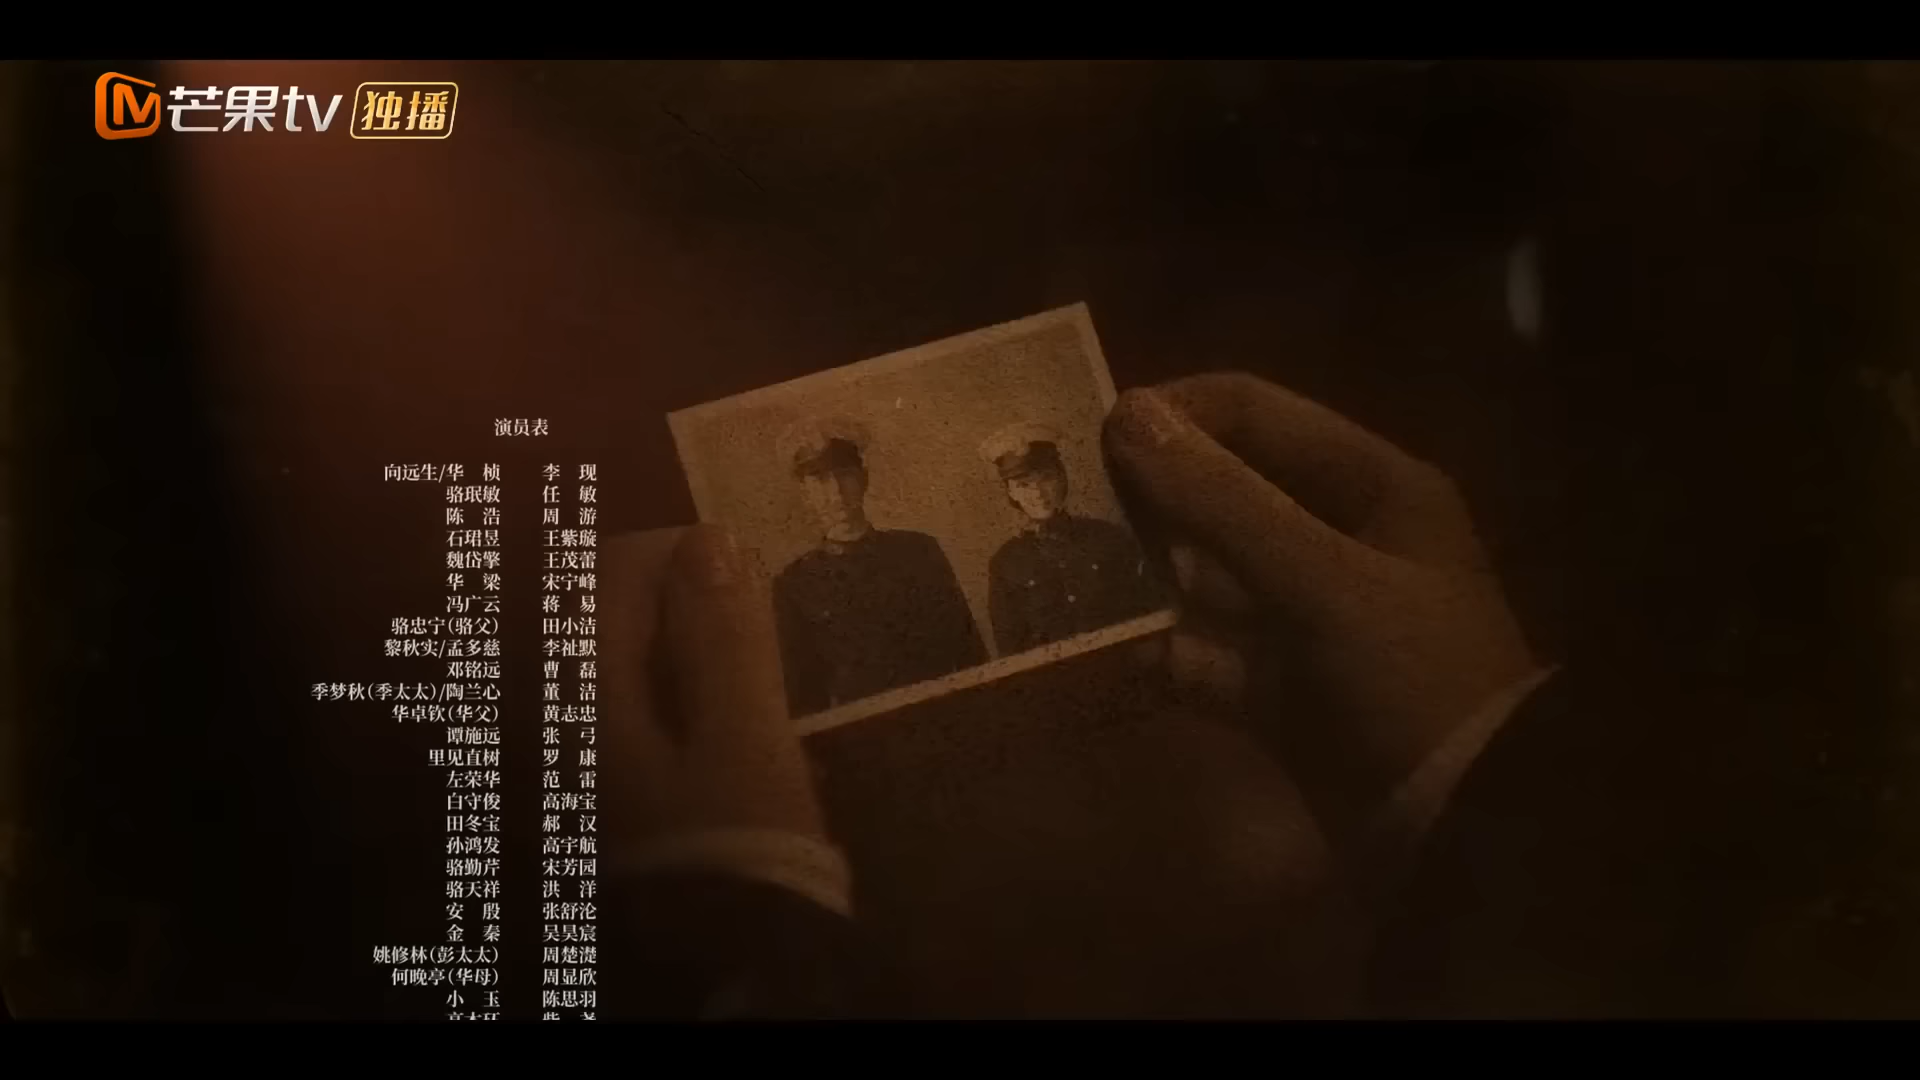 芒果tv 独播
演员表
向远生/华 桢 李 现
骆珉敏 任 敏
陈 浩 周 游
石珺昱 王紫璇
魏岱擎 王茂蕾
华 梁 宋宁峰
冯广云 蒋 易
骆忠宁(骆父) 田小洁
黎秋实/孟多慈 李祉默
邓铭远 曹 磊
季梦秋(季太太)/陶兰心 董 洁
华卓钦(华父) 黄志忠
谭施远 张 弓
里见直树 罗 康
左荣华 范 雷
白守俊 高海宝
田冬宝 郝 汉
孙鸿发 高宇航
骆勤芹 宋芳园
骆天祥 洪 洋
安 殷 张舒沦
金 秦 吴昊宸
姚修林(彭太太) 周楚濋
何晚亭(华母) 周显欣
小 玉 陈思羽